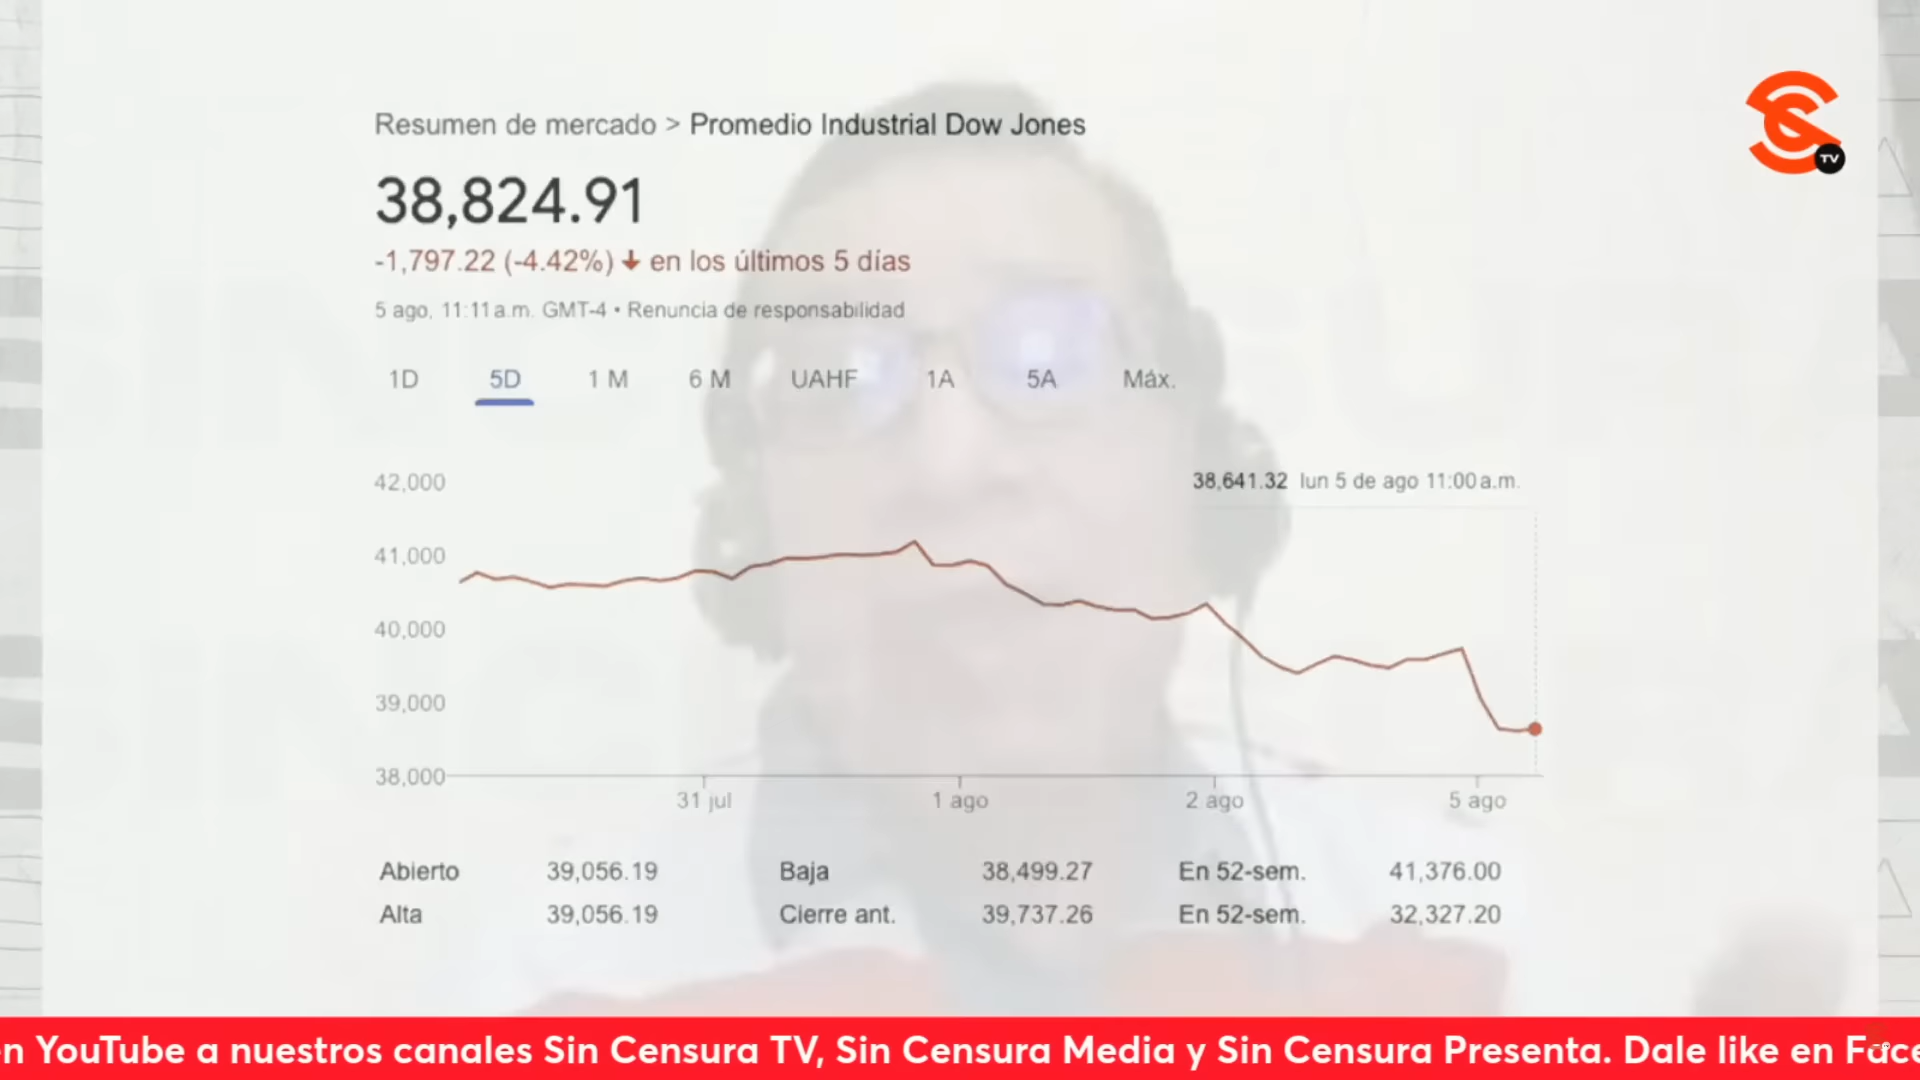 Resumen de mercado > Promedio Industrial Dow Jones
38,824.91
-1,797.22 (-4.42%) ↓ en los últimos 5 días
5 ago, 11:11 a.m. GMT-4 • Renuncia de responsabilidad
1D 5D 1 M 6 M UAHF 1A 5A Máx.
38,641.32 lun 5 de ago 11:00 a.m.
42,000
41,000
40,000
39,000
38,000
31 jul 1 ago 2 ago 5 ago
Abierto 39,056.19 Baja 38,499.27 En 52-sem. 41,376.00
Alta 39,056.19 Cierre ant. 39,737.26 En 52-sem. 32,327.20
TV
n YouTube a nuestros canales Sin Censura TV, Sin Censura Media y Sin Censura Presenta. Dale like en Face